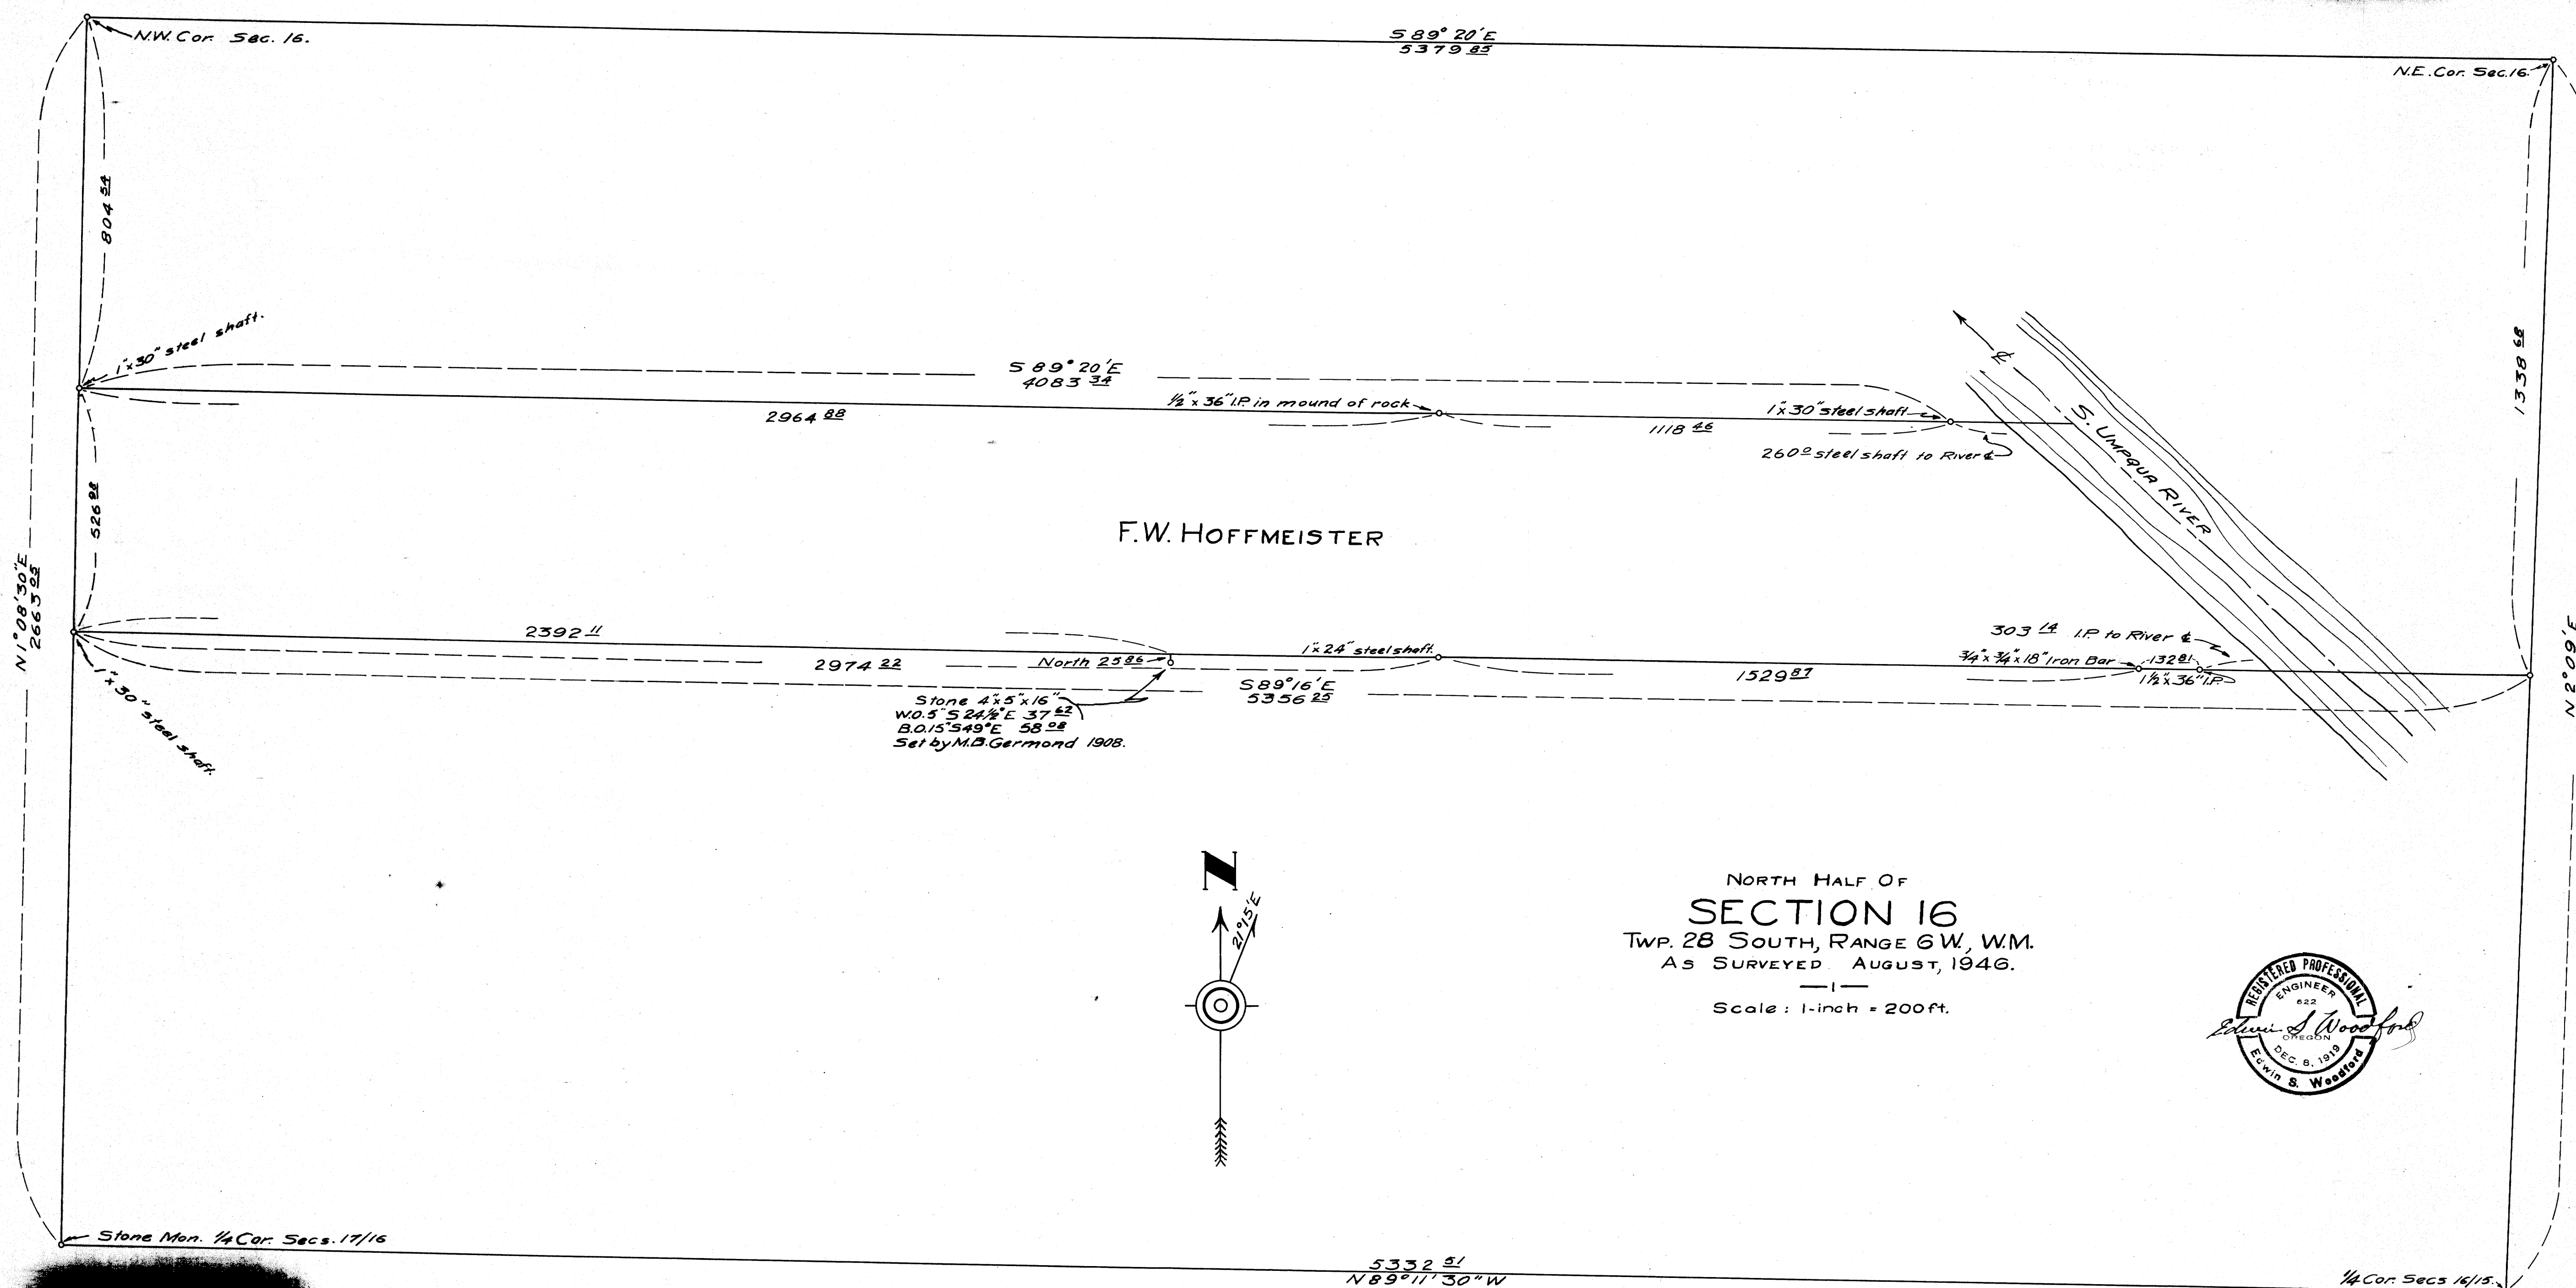 N.W. Cor. Sec. 16.
S 89° 20' E
5379 85
N.E. Cor. Sec. 16.
804 54
1"x30" steel shaft.
1338 68
S 89° 20' E
4083 34
2964 88
1/2" x 36" I.P. in mound of rock
1118 46
1"x30" steel shaft
260 0 steel shaft to River ℄
℄
S. UMPQUA RIVER
526 98
F.W. HOFFMEISTER
N 1° 08' 30" E
2663 05
N 2° 09' E
2392 11
2974 22
North 25 86
1"x24" steel shaft.
S 89° 16' E
5356 25
1529 87
303 14 I.P. to River ℄
3/4"x 3/4"x 18" Iron Bar
132 81
1 1/2"x 36" I.P.
1"x 30" steel shaft.
Stone 4"x 5"x 16"
W.O. 5" S 24 1/2° E 37 62
B.O. 15" S 49° E 58 08
Set by M.B. Germond 1908.
N
21° 15' E
NORTH HALF OF
SECTION 16
TWP. 28 SOUTH, RANGE 6 W., W.M.
AS SURVEYED AUGUST, 1946.
Scale: 1-inch = 200 ft.
REGISTERED PROFESSIONAL
ENGINEER
622
Edwin S Woodford
OREGON
DEC. 8, 1919
Edwin S. Woodford
Stone Mon. 1/4 Cor. Secs. 17/16
5332 51
N 89° 11' 30" W
1/4 Cor. Secs 16/15.